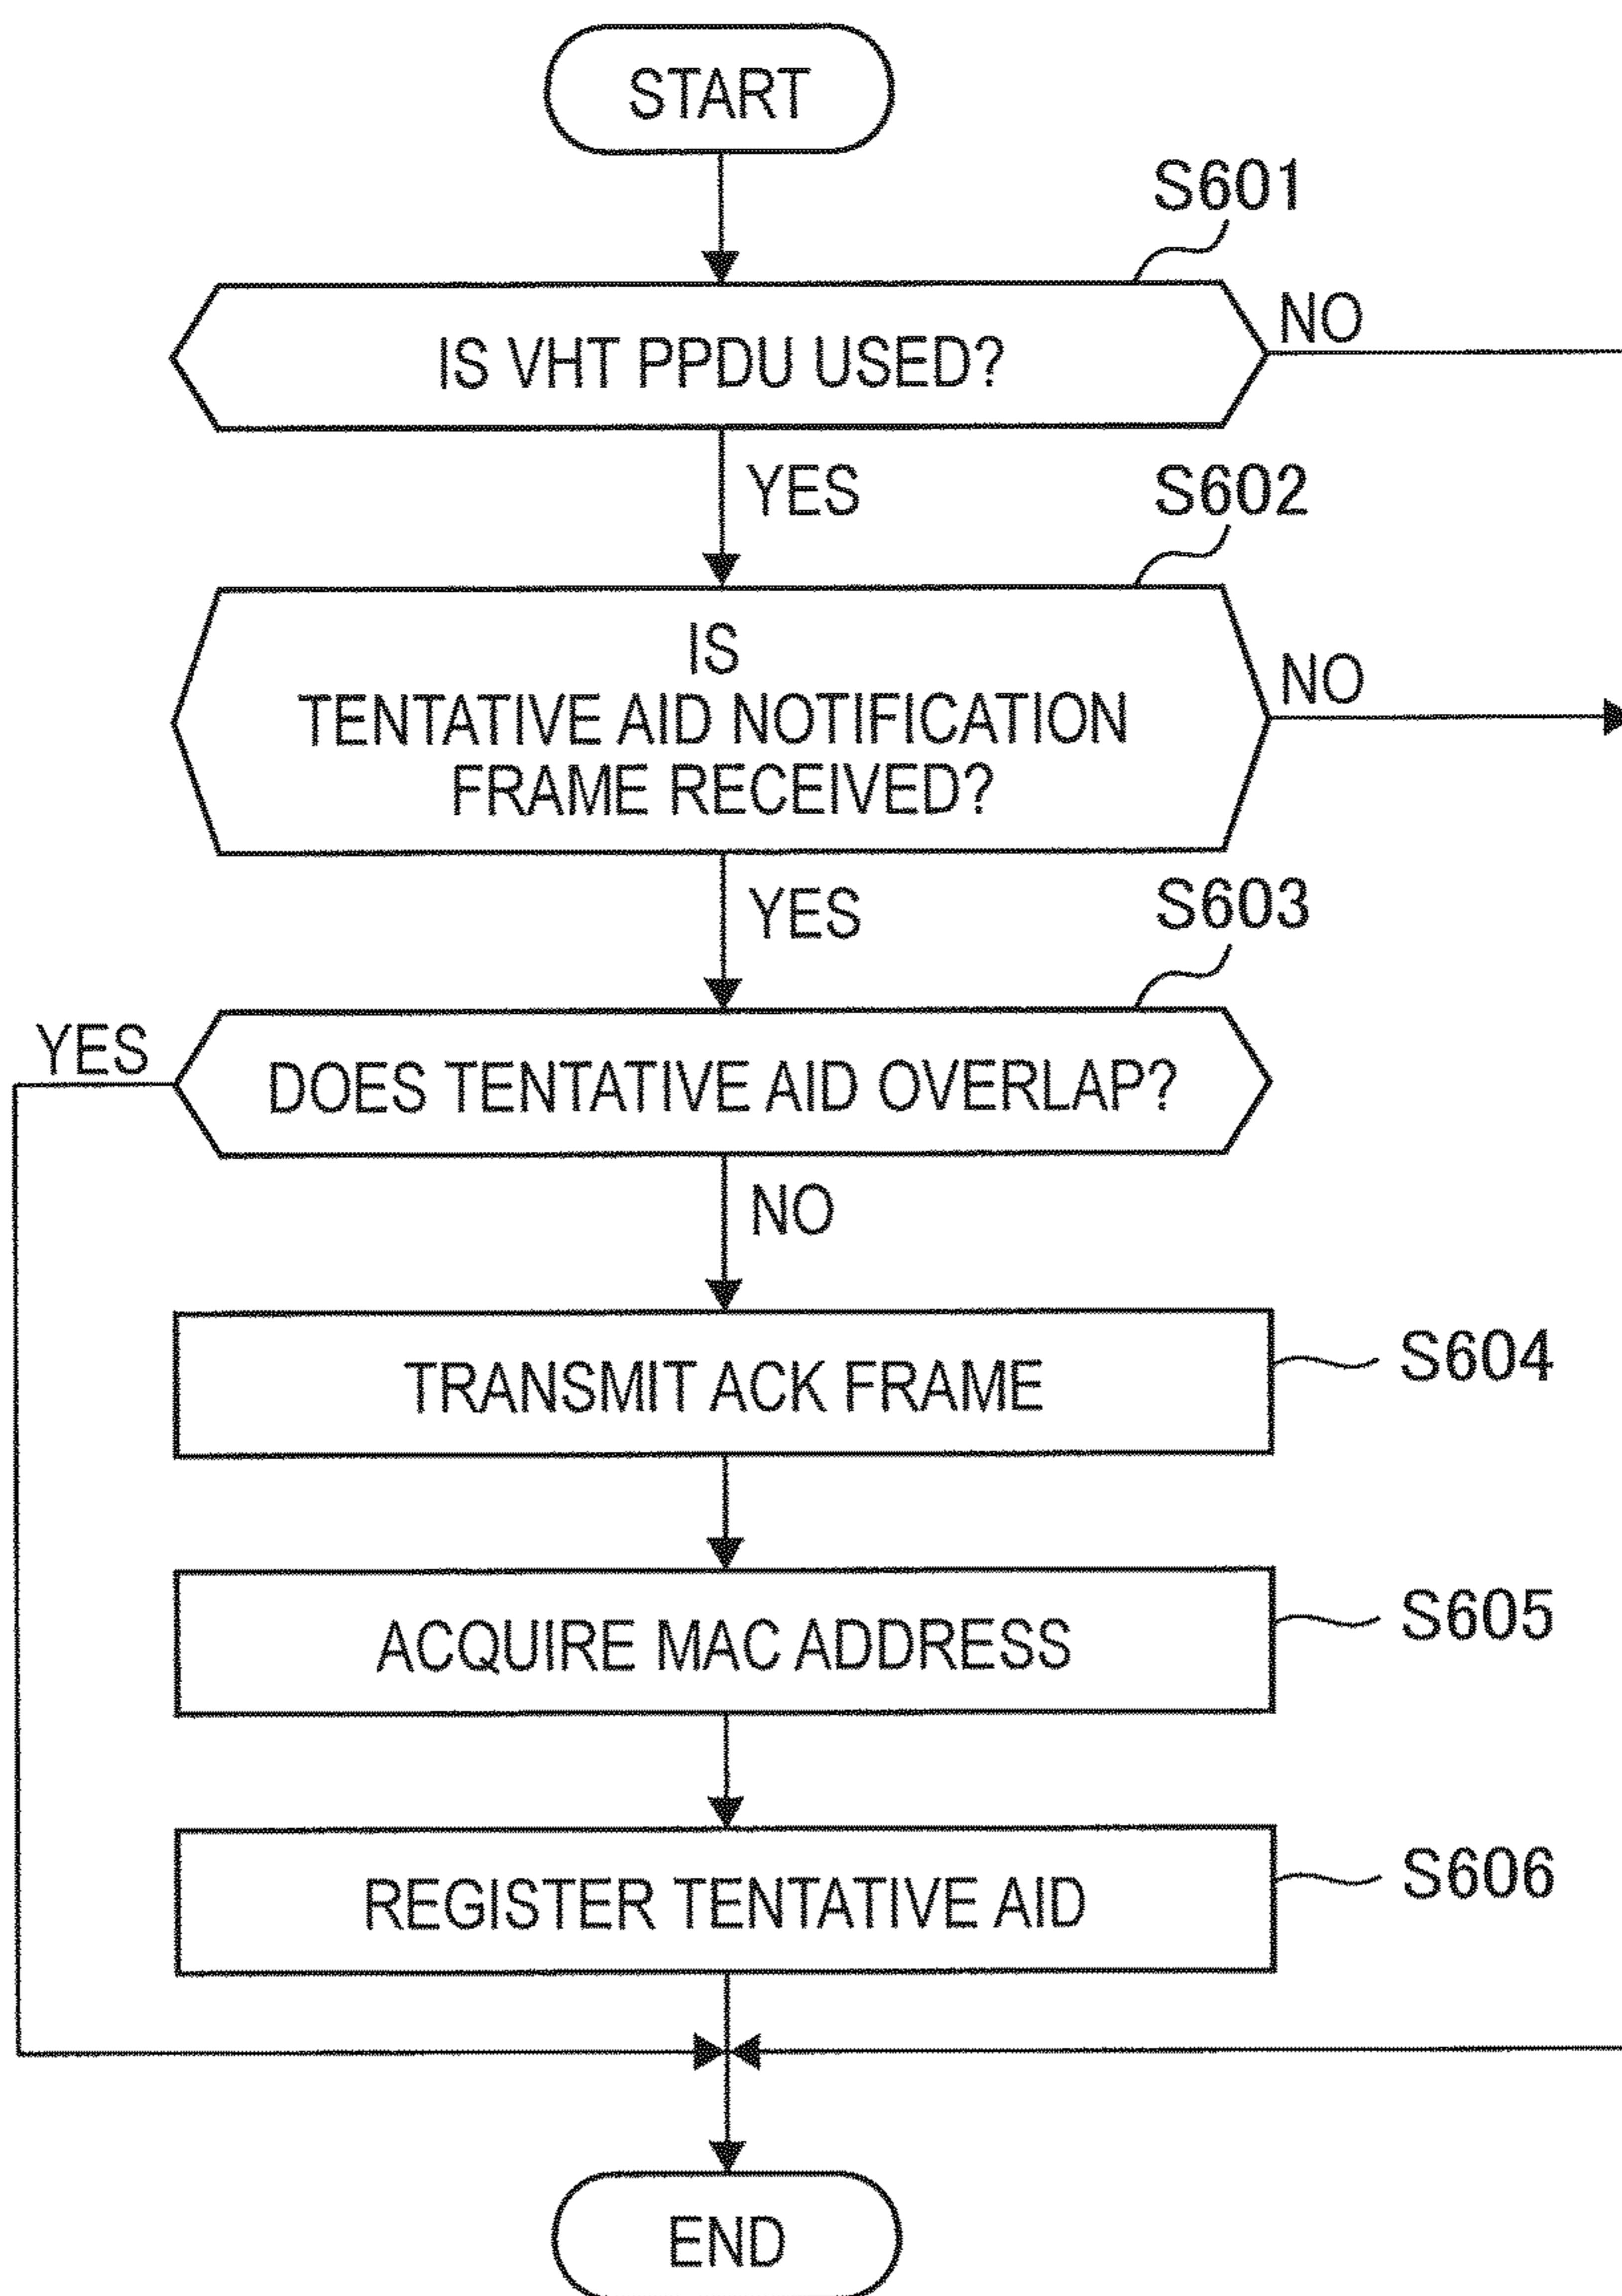 START
S601
IS VHT PPDU USED?
NO
YES
S602
IS
TENTATIVE AID NOTIFICATION
FRAME RECEIVED?
NO
YES
S603
YES
DOES TENTATIVE AID OVERLAP?
NO
TRANSMIT ACK FRAME
S604
ACQUIRE MAC ADDRESS
S605
REGISTER TENTATIVE AID
S606
END